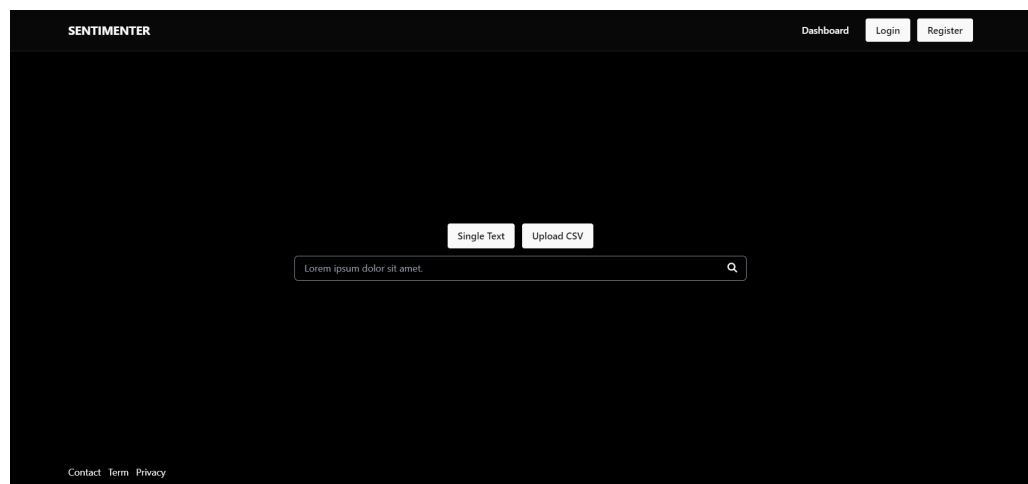 SENTIMENTER Dashboard Login Register
Single Text Upload CSV
Lorem ipsum dolor sit amet.
Contact Term Privacy